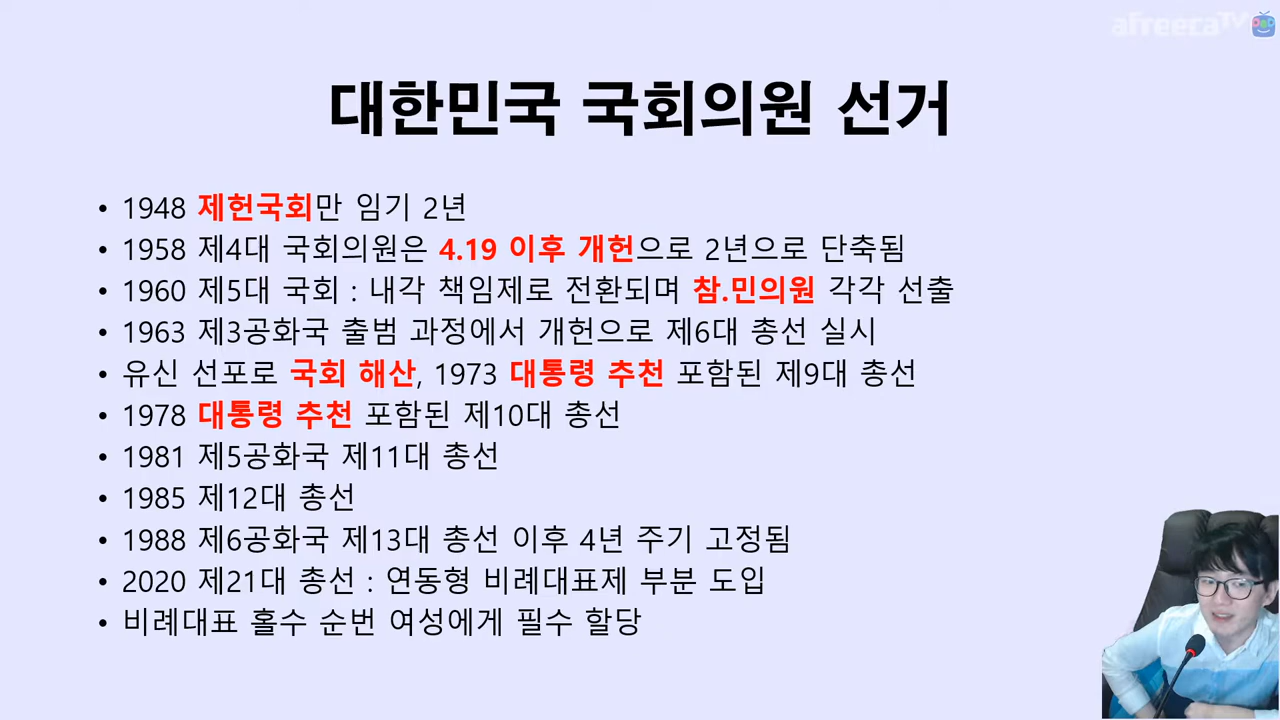 afreecaTV
대한민국 국회의원 선거
• 1948 제헌국회만 임기 2년
• 1958 제4대 국회의원은 4.19 이후 개헌으로 2년으로 단축됨
• 1960 제5대 국회 : 내각 책임제로 전환되며 참.민의원 각각 선출
• 1963 제3공화국 출범 과정에서 개헌으로 제6대 총선 실시
• 유신 선포로 국회 해산, 1973 대통령 추천 포함된 제9대 총선
• 1978 대통령 추천 포함된 제10대 총선
• 1981 제5공화국 제11대 총선
• 1985 제12대 총선
• 1988 제6공화국 제13대 총선 이후 4년 주기 고정됨
• 2020 제21대 총선 : 연동형 비례대표제 부분 도입
• 비례대표 홀수 순번 여성에게 필수 할당